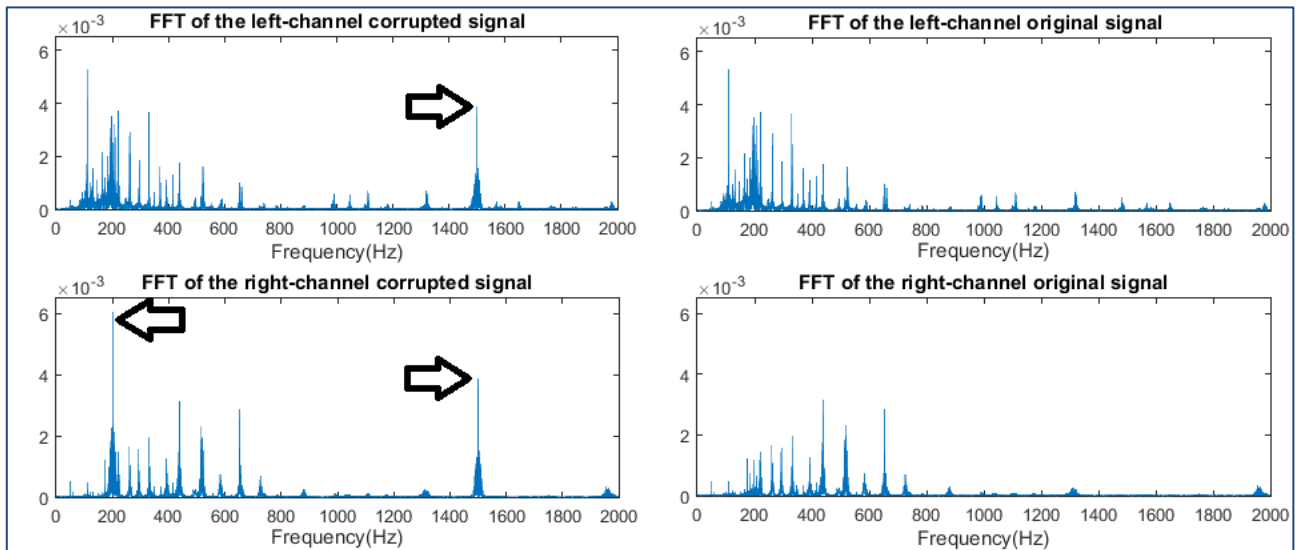 FFT of the left-channel corrupted signal
×10⁻³
6
4
2
0
0 200 400 600 800 1000 1200 1400 1600 1800 2000
Frequency(Hz)
FFT of the left-channel original signal
×10⁻³
6
4
2
0
0 200 400 600 800 1000 1200 1400 1600 1800 2000
Frequency(Hz)
FFT of the right-channel corrupted signal
×10⁻³
6
4
2
0
0 200 400 600 800 1000 1200 1400 1600 1800 2000
Frequency(Hz)
FFT of the right-channel original signal
×10⁻³
6
4
2
0
0 200 400 600 800 1000 1200 1400 1600 1800 2000
Frequency(Hz)